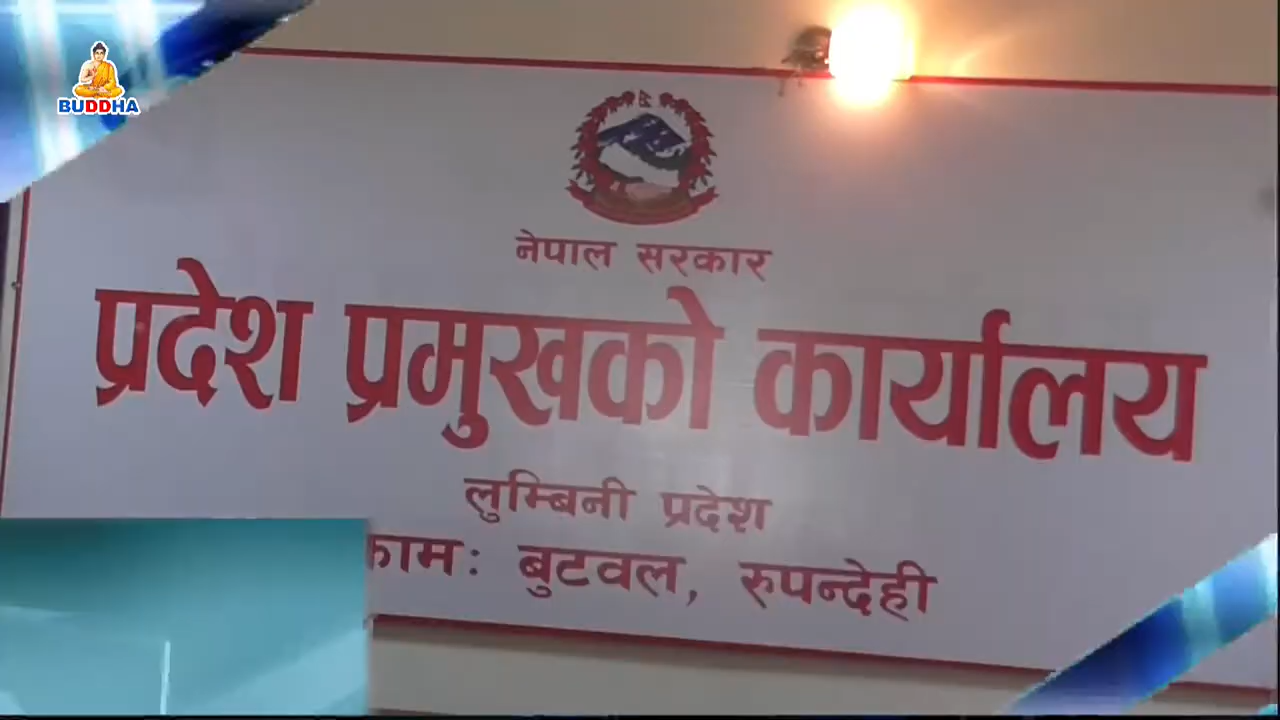 BUDDHA
नेपाल सरकार
प्रदेश प्रमुखको कार्यालय
लुम्बिनी प्रदेश
बुटवल, रुपन्देही